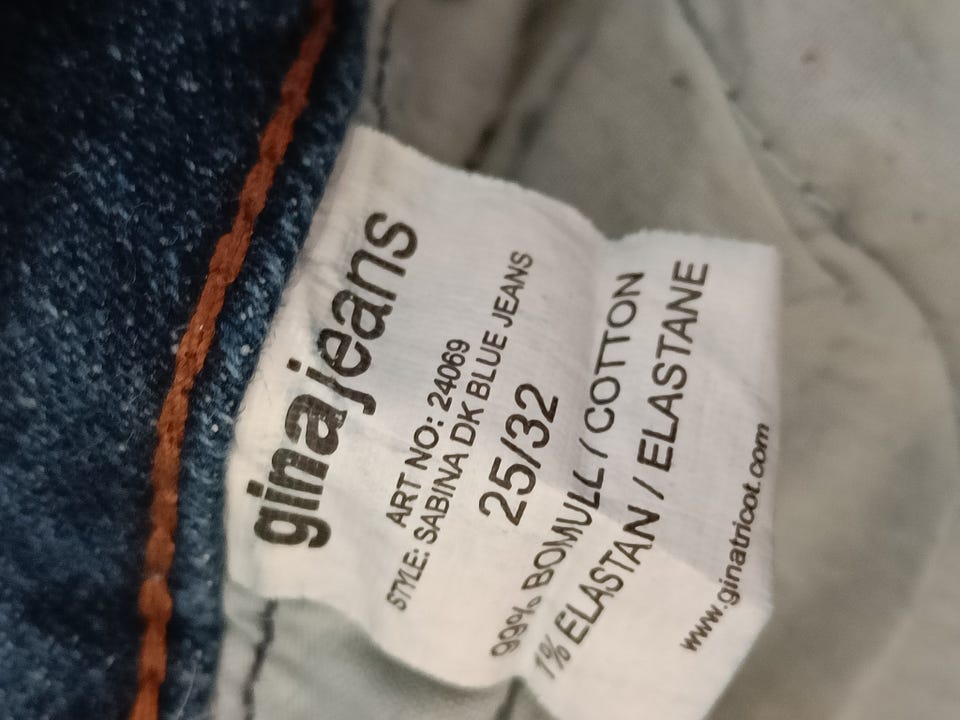 ginajeans
ART NO: 24069
STYLE: SABINA DK BLUE JEANS
25/32
99% BOMULL / COTTON
1% ELASTAN / ELASTANE
www.ginatricot.com